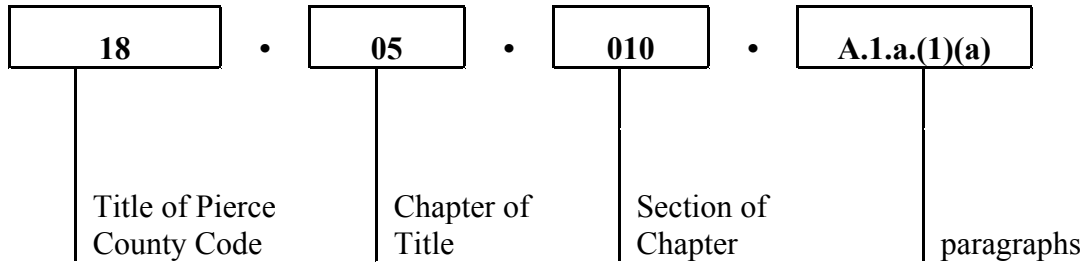 18 • 05 • 010 • A.1.a.(1)(a)
Title of Pierce
County Code
Chapter of
Title
Section of
Chapter
paragraphs